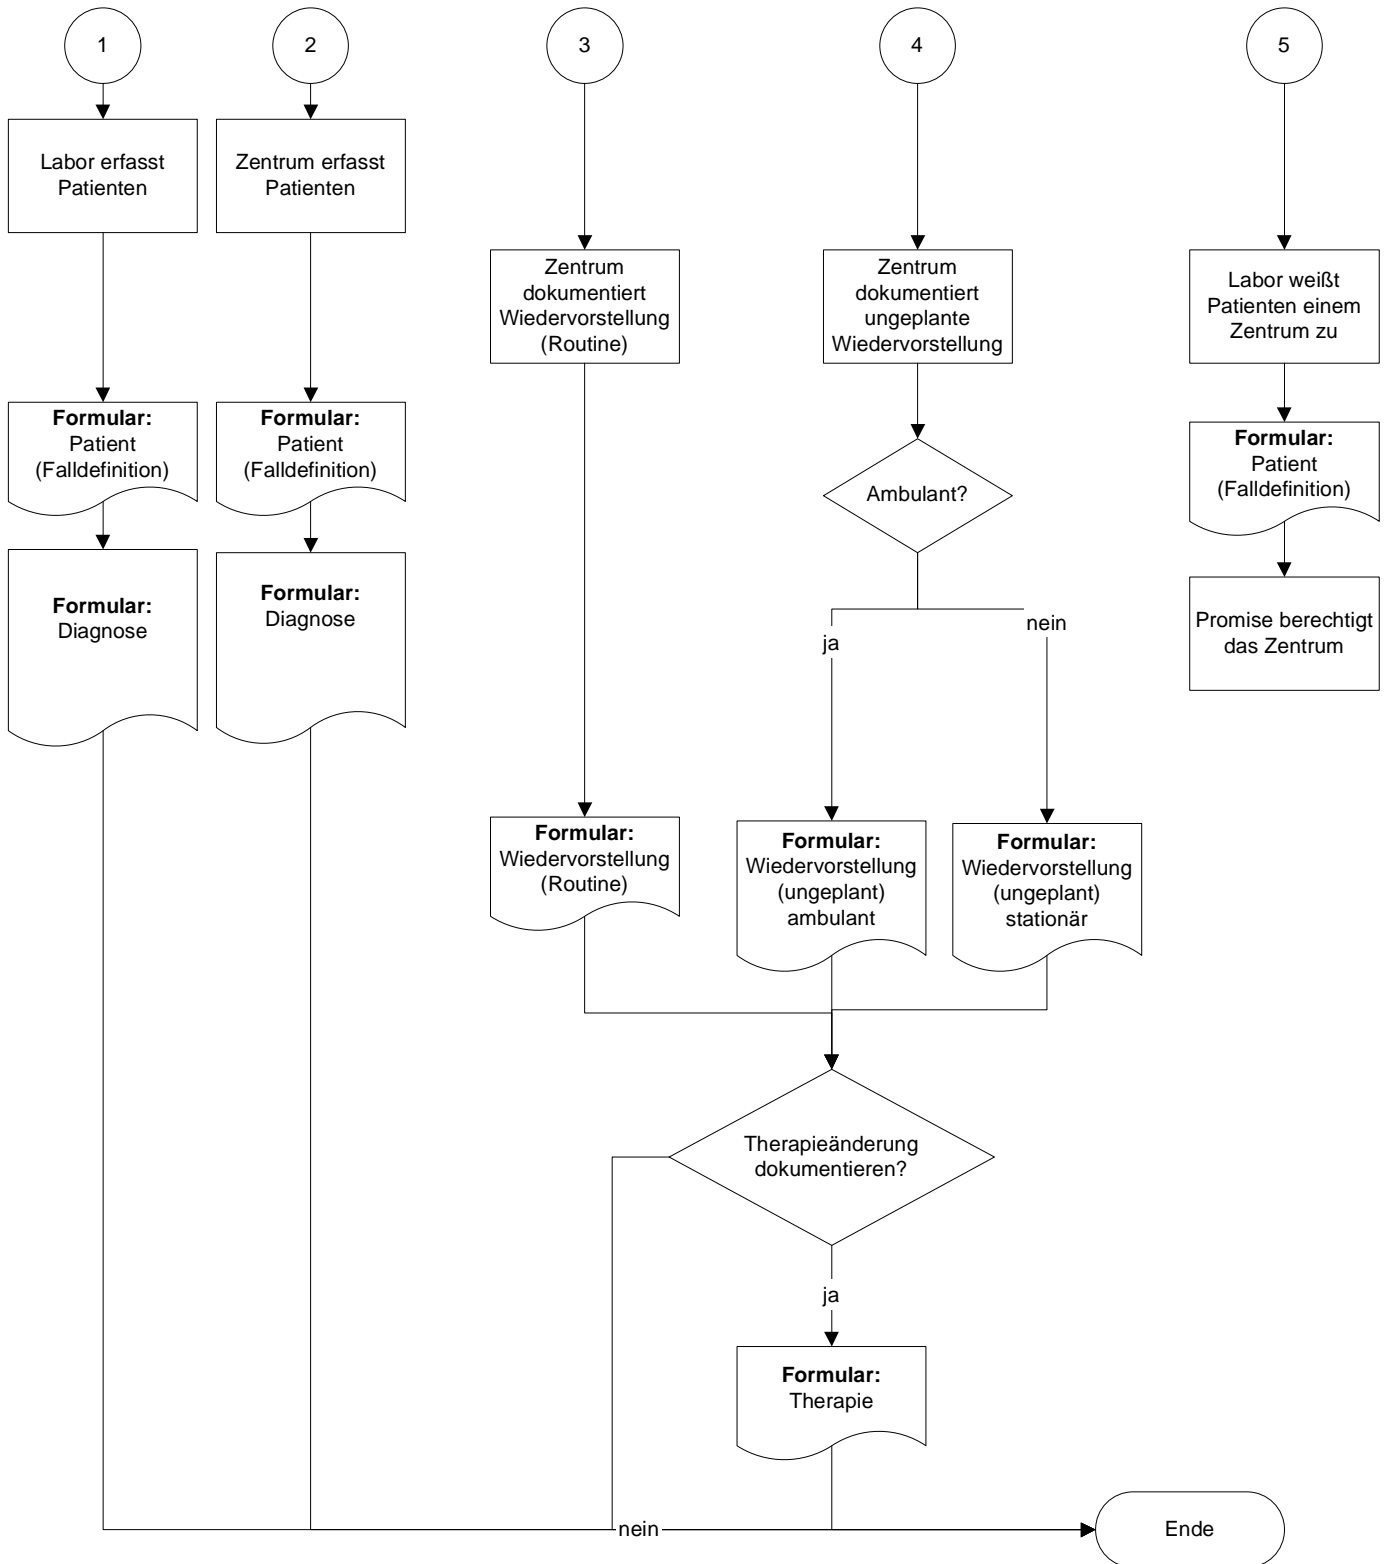 1
2
3
4
5
Labor erfasst
Patienten
Zentrum erfasst
Patienten
Zentrum
dokumentiert
Wiedervorstellung
(Routine)
Zentrum
dokumentiert
ungeplante
Wiedervorstellung
Labor weißt
Patienten einem
Zentrum zu
Formular:
Patient
(Falldefinition)
Formular:
Patient
(Falldefinition)
Ambulant?
Formular:
Patient
(Falldefinition)
Formular:
Diagnose
Formular:
Diagnose
ja
nein
Promise berechtigt
das Zentrum
Formular:
Wiedervorstellung
(Routine)
Formular:
Wiedervorstellung
(ungeplant)
ambulant
Formular:
Wiedervorstellung
(ungeplant)
stationär
Therapieänderung
dokumentieren?
ja
Formular:
Therapie
nein
Ende